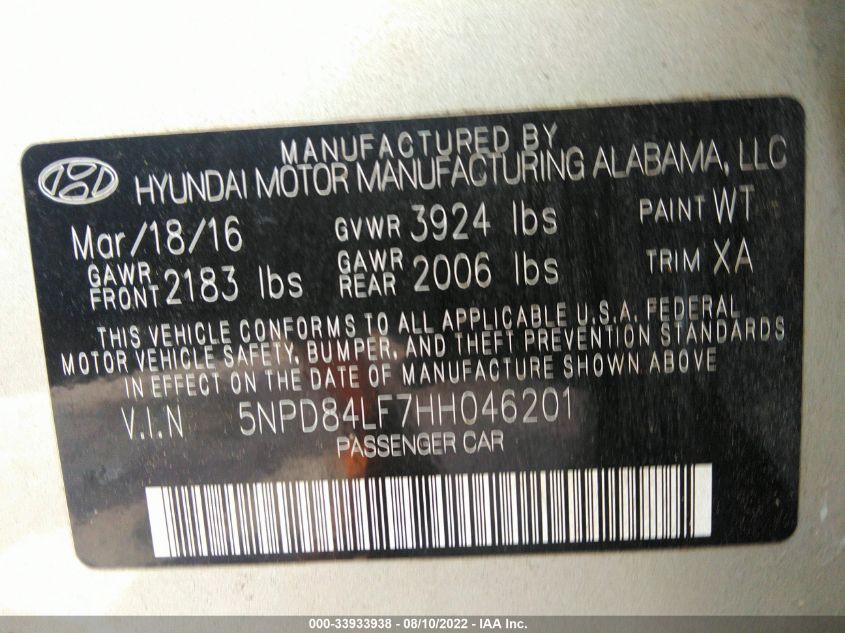 MANUFACTURED BY
HYUNDAI MOTOR MANUFACTURING ALABAMA, LLC
Mar/18/16 GVWR 3924 lbs PAINT WT
GAWR FRONT 2183 lbs GAWR REAR 2006 lbs TRIM XA
THIS VEHICLE CONFORMS TO ALL APPLICABLE U.S.A. FEDERAL
MOTOR VEHICLE SAFETY, BUMPER, AND THEFT PREVENTION STANDARDS
IN EFFECT ON THE DATE OF MANUFACTURE SHOWN ABOVE
V.I.N 5NPD84LF7HH046201
PASSENGER CAR
000-33933938 - 08/10/2022 - IAA Inc.